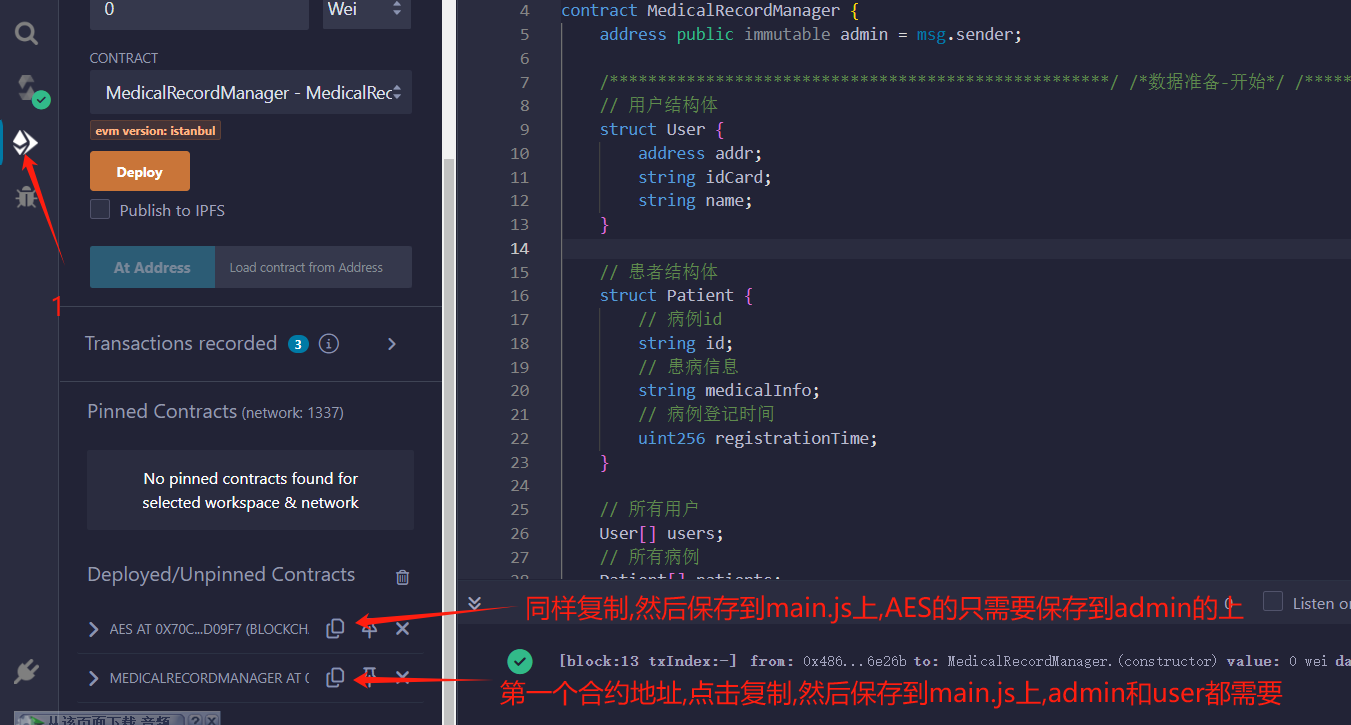 0
Wei
CONTRACT
MedicalRecordManager - MedicalRec
evm version: istanbul
Deploy
Publish to IPFS
At Address
Load contract from Address
1
Transactions recorded 3 i
Pinned Contracts (network: 1337)
No pinned contracts found for
selected workspace & network
Deployed/Unpinned Contracts
AES AT 0X70C...D09F7 (BLOCKCH
MEDICALRECORDMANAGER AT 0
从该页面下载 音频 ? X
4 contract MedicalRecordManager {
5 address public immutable admin = msg.sender;
6
7 /****************************************************/ /*数据准备-开始*/ /*****
8 // 用户结构体
9 struct User {
10 address addr;
11 string idCard;
12 string name;
13 }
14
15 // 患者结构体
16 struct Patient {
17 // 病例id
18 string id;
19 // 患病信息
20 string medicalInfo;
21 // 病例登记时间
22 uint256 registrationTime;
23 }
24
25 // 所有用户
26 User[] users;
27 // 所有病例
28 Patient[] patients;
同样复制,然后保存到main.js上,AES的只需要保存到admin的上
0
Listen o
[block:13 txIndex:-] from: 0x486...6e26b to: MedicalRecordManager.(constructor) value: 0 wei da
第一个合约地址,点击复制,然后保存到main.js上,admin和user都需要